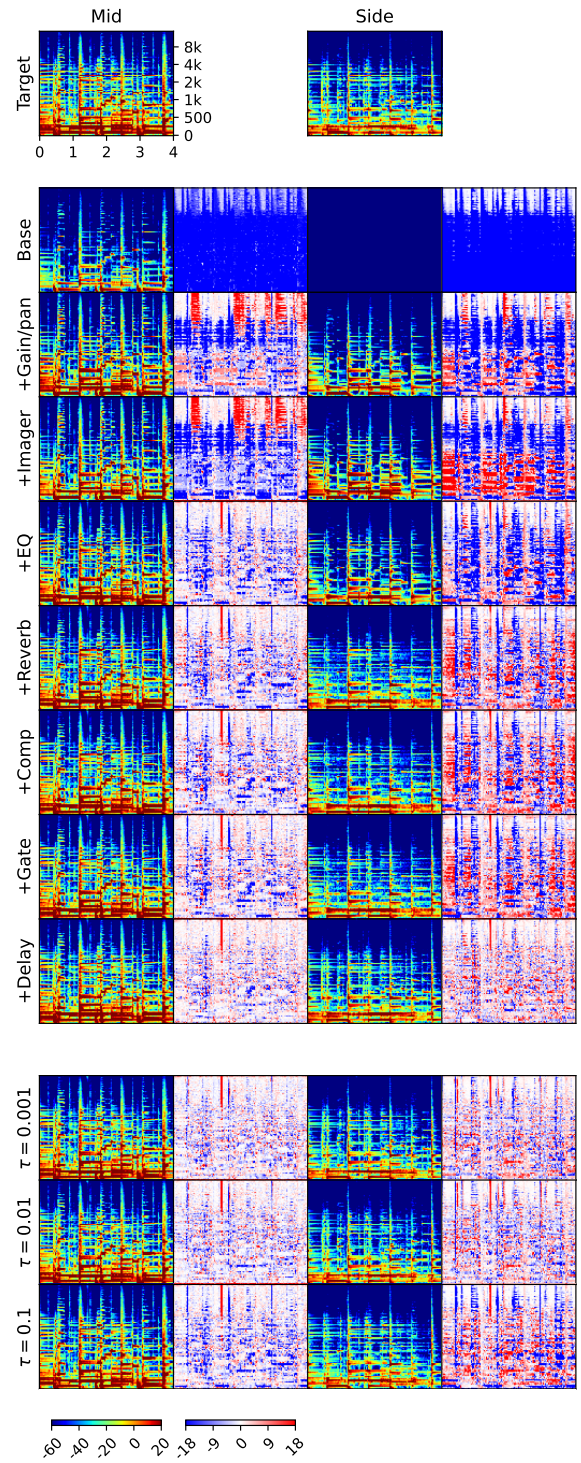 Mid Side
Target
8k
4k
2k
1k
500
0
0 1 2 3 4
Base
+Gain/pan
+Imager
+EQ
+Reverb
+Comp
+Gate
+Delay
τ = 0.001
τ = 0.01
τ = 0.1
-60 -40 -20 0 20 -18 -9 0 9 18